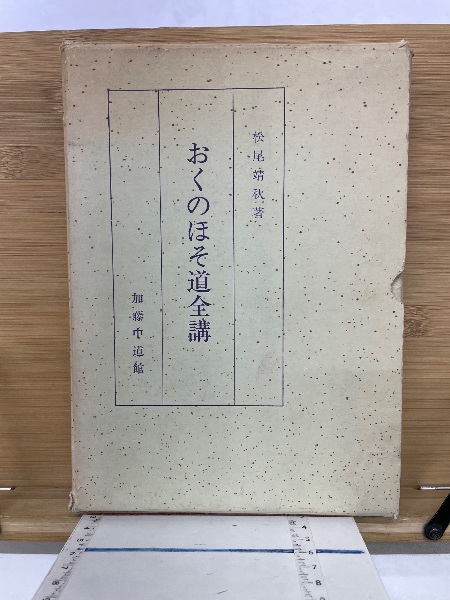 松尾靖秋著
おくのほそ道全講
加藤中道館